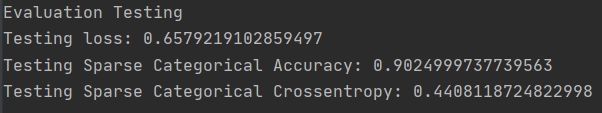 Evaluation Testing
Testing loss: 0.6579219102859497
Testing Sparse Categorical Accuracy: 0.9024999737739563
Testing Sparse Categorical Crossentropy: 0.4408118724822998